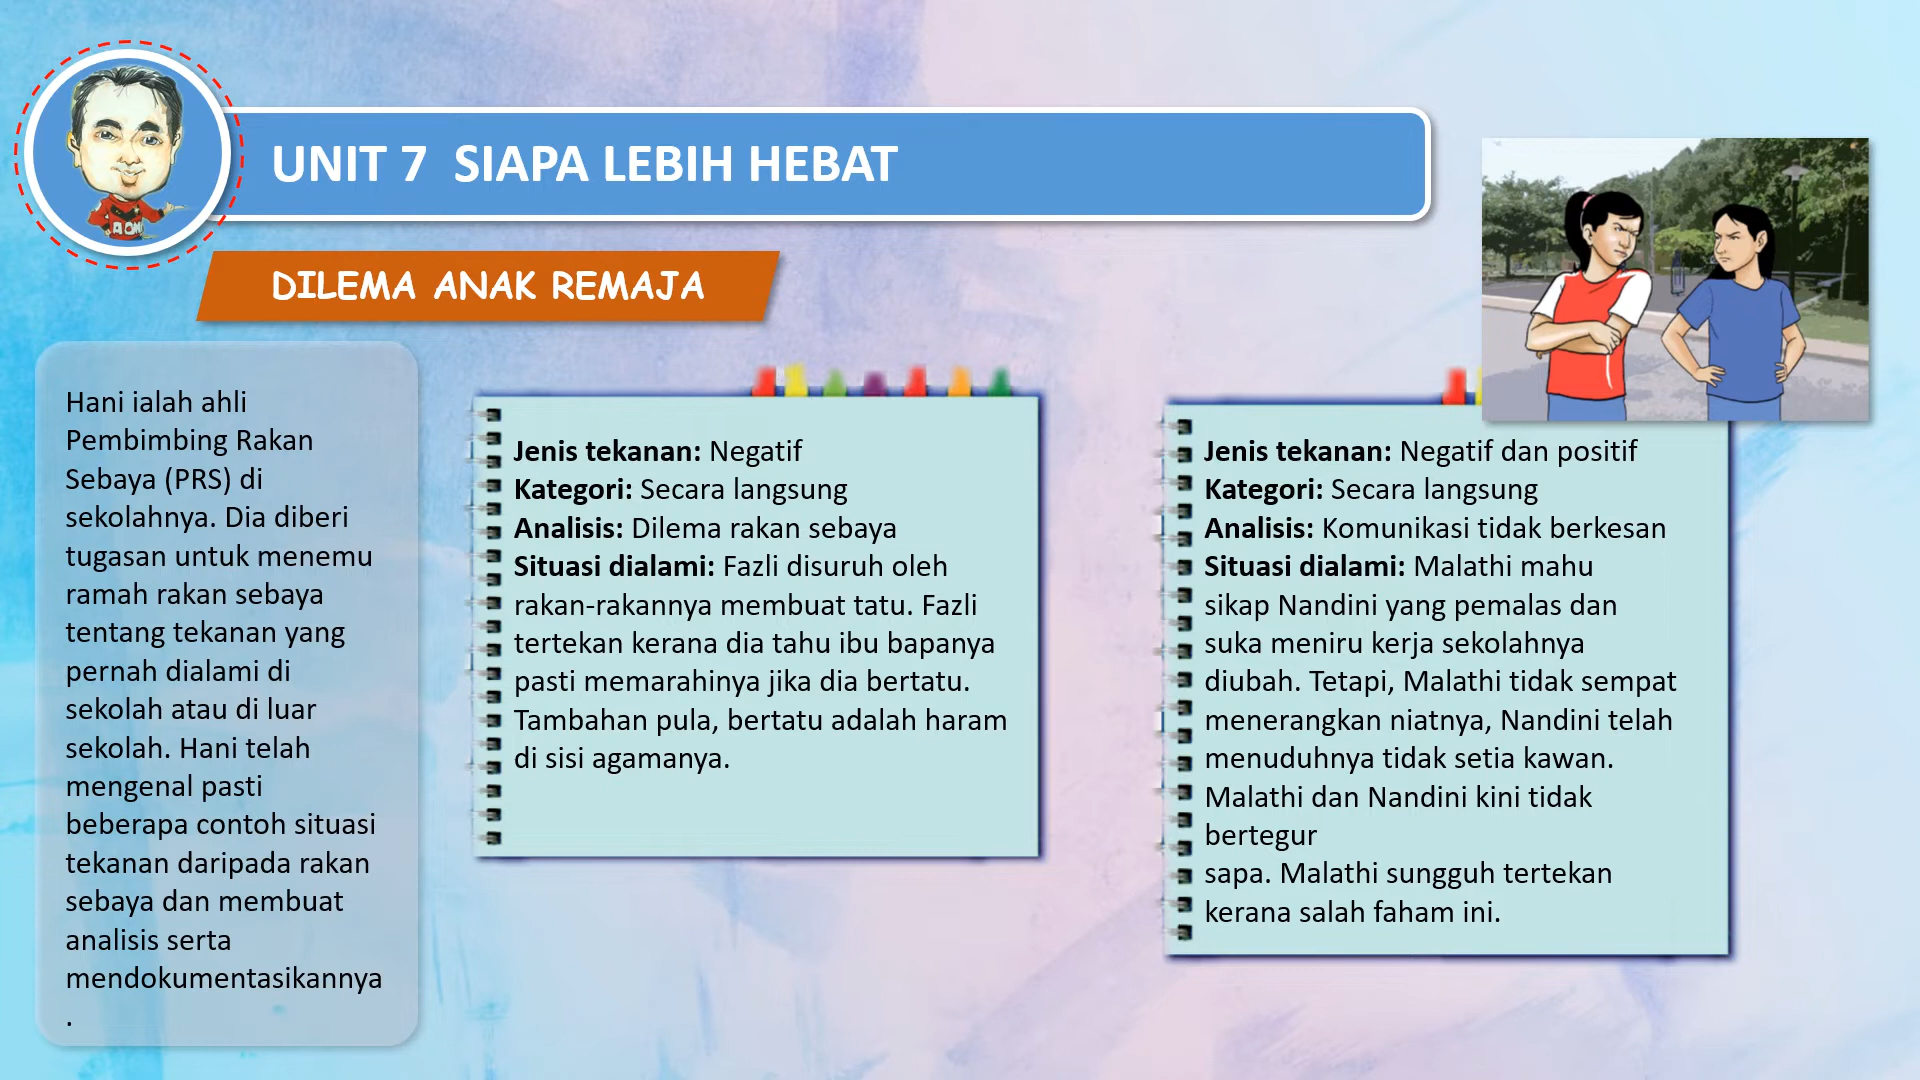 UNIT 7 SIAPA LEBIH HEBAT
DILEMA ANAK REMAJA
Hani ialah ahli
Pembimbing Rakan
Sebaya (PRS) di
sekolahnya. Dia diberi
tugasan untuk menemu
ramah rakan sebaya
tentang tekanan yang
pernah dialami di
sekolah atau di luar
sekolah. Hani telah
mengenal pasti
beberapa contoh situasi
tekanan daripada rakan
sebaya dan membuat
analisis serta
mendokumentasikannya
.
Jenis tekanan: Negatif
Kategori: Secara langsung
Analisis: Dilema rakan sebaya
Situasi dialami: Fazli disuruh oleh
rakan-rakannya membuat tatu. Fazli
tertekan kerana dia tahu ibu bapanya
pasti memarahinya jika dia bertatu.
Tambahan pula, bertatu adalah haram
di sisi agamanya.
Jenis tekanan: Negatif dan positif
Kategori: Secara langsung
Analisis: Komunikasi tidak berkesan
Situasi dialami: Malathi mahu
sikap Nandini yang pemalas dan
suka meniru kerja sekolahnya
diubah. Tetapi, Malathi tidak sempat
menerangkan niatnya, Nandini telah
menuduhnya tidak setia kawan.
Malathi dan Nandini kini tidak
bertegur
sapa. Malathi sungguh tertekan
kerana salah faham ini.